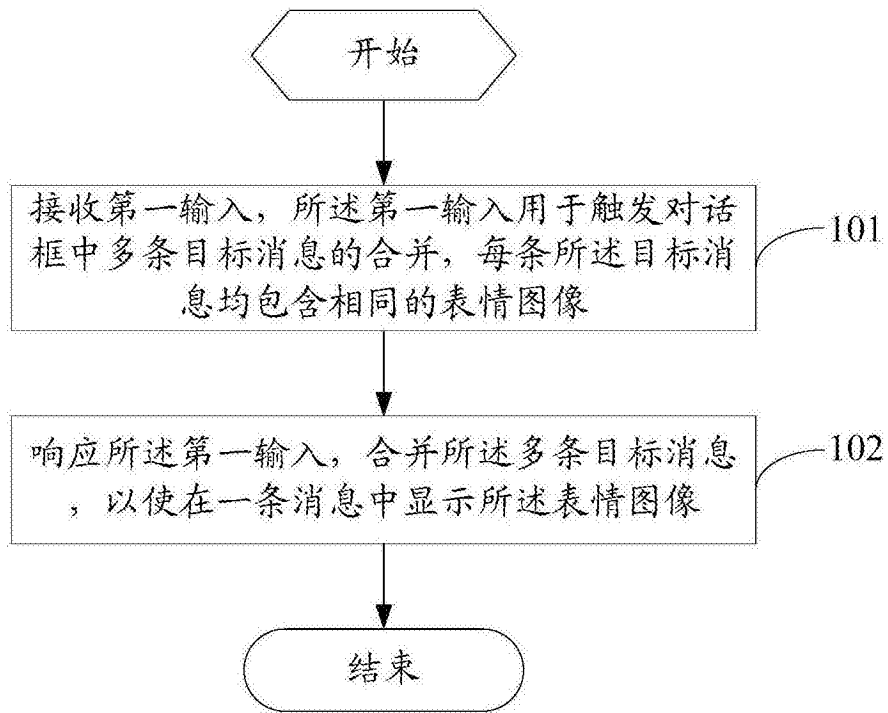 开始
接收第一输入，所述第一输入用于触发对话
框中多条目标消息的合并，每条所述目标消
息均包含相同的表情图像
101
响应所述第一输入，合并所述多条目标消息
，以使在一条消息中显示所述表情图像
102
结束